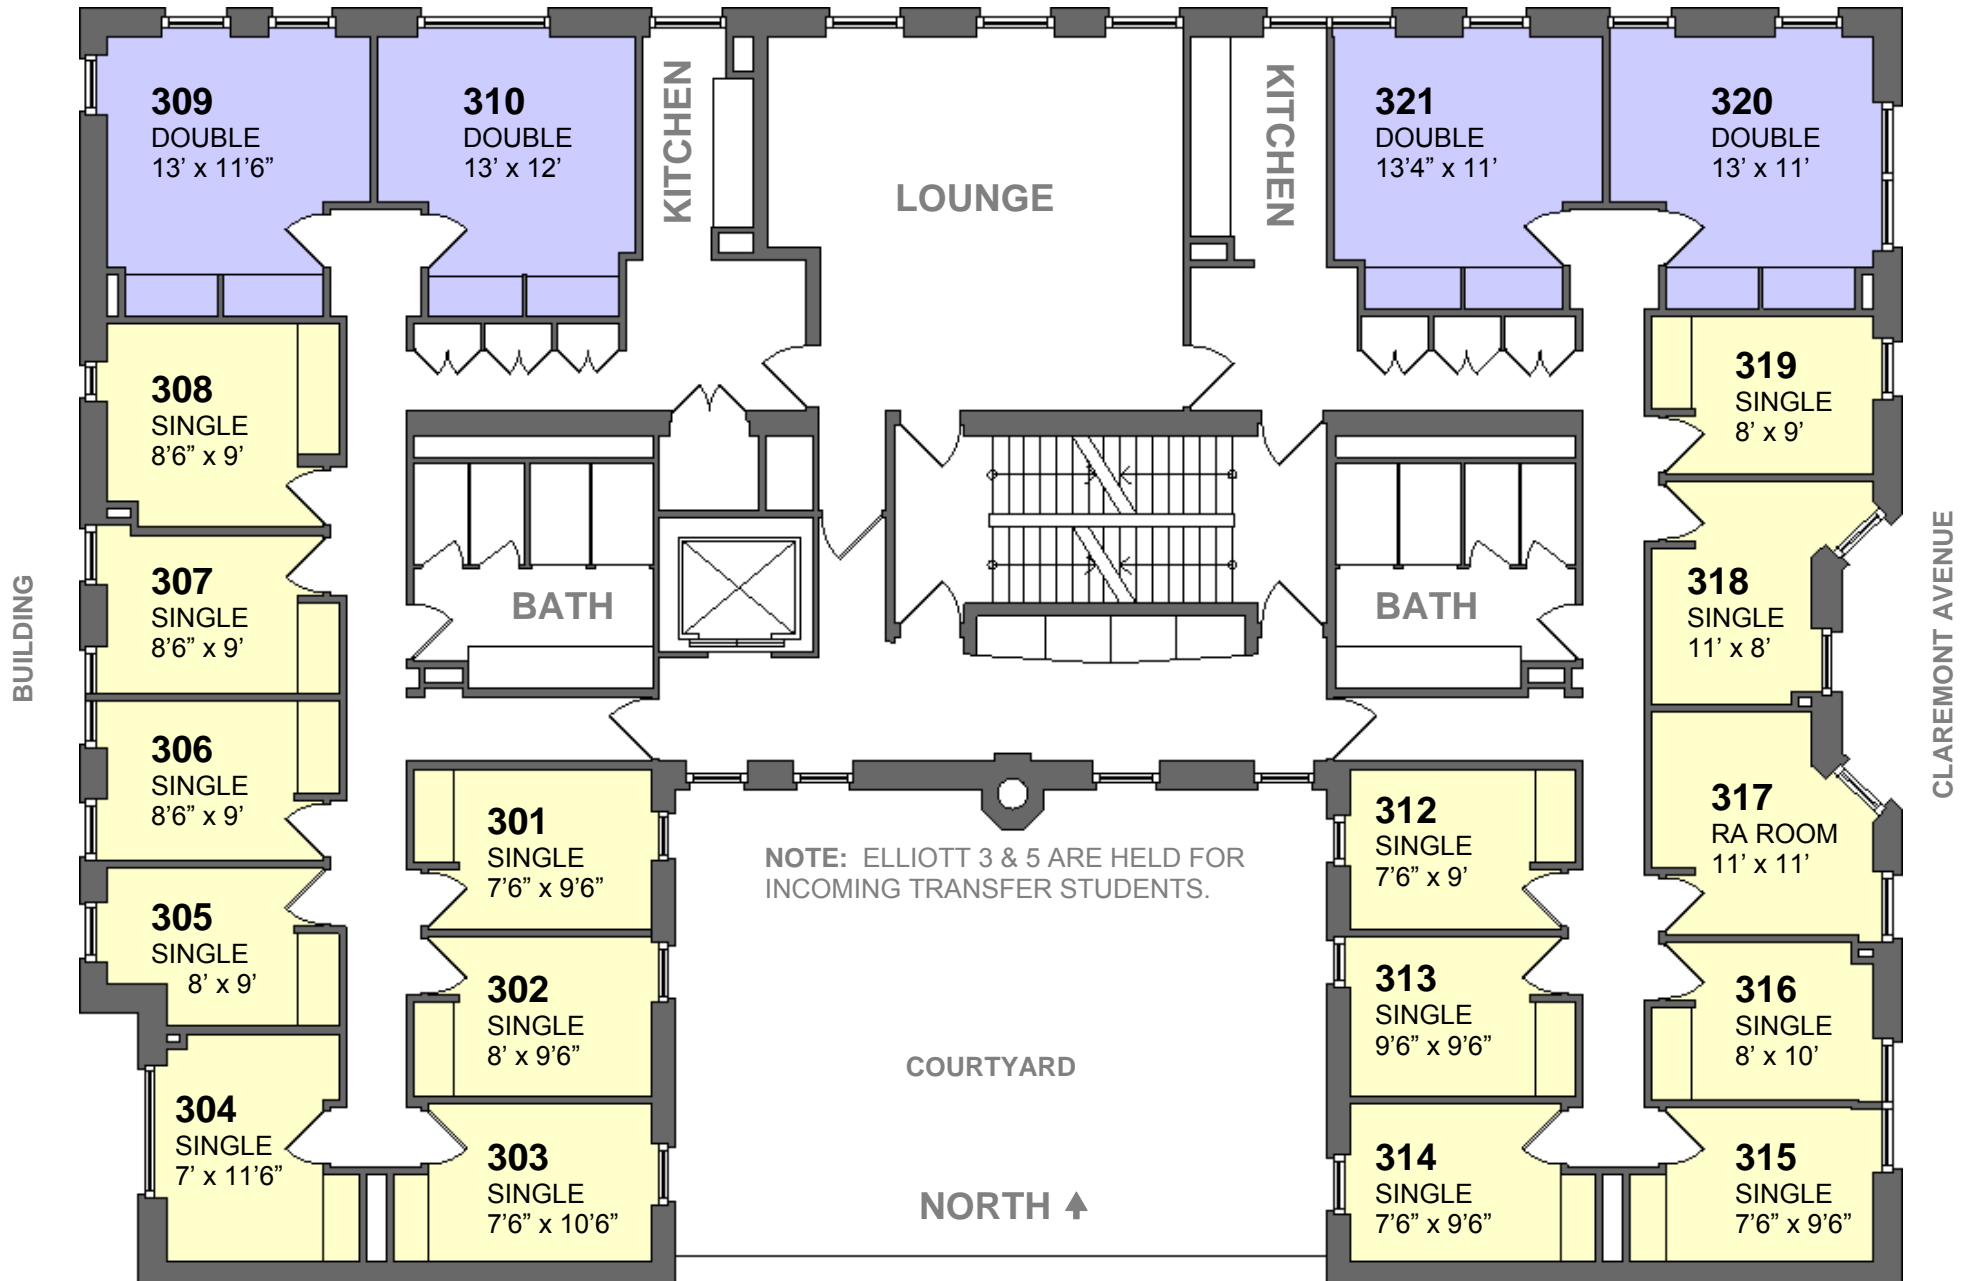 309
DOUBLE
13’ x 11’6”
310
DOUBLE
13’ x 12’
KITCHEN
LOUNGE
KITCHEN
321
DOUBLE
13’4” x 11’
320
DOUBLE
13’ x 11’
308
SINGLE
8’6” x 9’
319
SINGLE
8’ x 9’
307
SINGLE
8’6” x 9’
BATH
BATH
318
SINGLE
11’ x 8’
BUILDING
CLAREMONT AVENUE
306
SINGLE
8’6” x 9’
317
RA ROOM
11’ x 11’
301
SINGLE
7’6” x 9’6”
NOTE: ELLIOTT 3 & 5 ARE HELD FOR
INCOMING TRANSFER STUDENTS.
312
SINGLE
7’6” x 9’
305
SINGLE
8’ x 9’
302
SINGLE
8’ x 9’6”
313
SINGLE
9’6” x 9’6”
316
SINGLE
8’ x 10’
COURTYARD
304
SINGLE
7’ x 11’6”
303
SINGLE
7’6” x 10’6”
NORTH
314
SINGLE
7’6” x 9’6”
315
SINGLE
7’6” x 9’6”